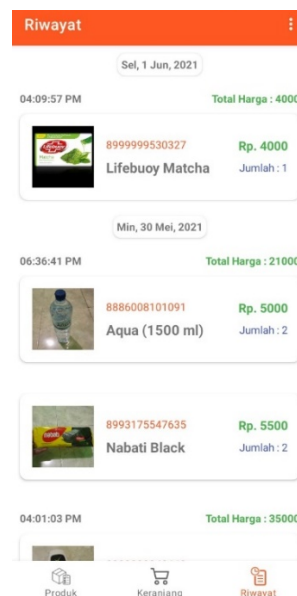 Riwayat
Sel, 1 Jun, 2021
04:09:57 PM Total Harga : 4000
8999999530327 Rp. 4000
Lifebuoy Matcha Jumlah : 1
Min, 30 Mei, 2021
06:36:41 PM Total Harga : 21000
8886008101091 Rp. 5000
Aqua (1500 ml) Jumlah : 2
8993175547635 Rp. 5500
Nabati Black Jumlah : 2
04:01:03 PM Total Harga : 35000
Produk Keranjang Riwayat